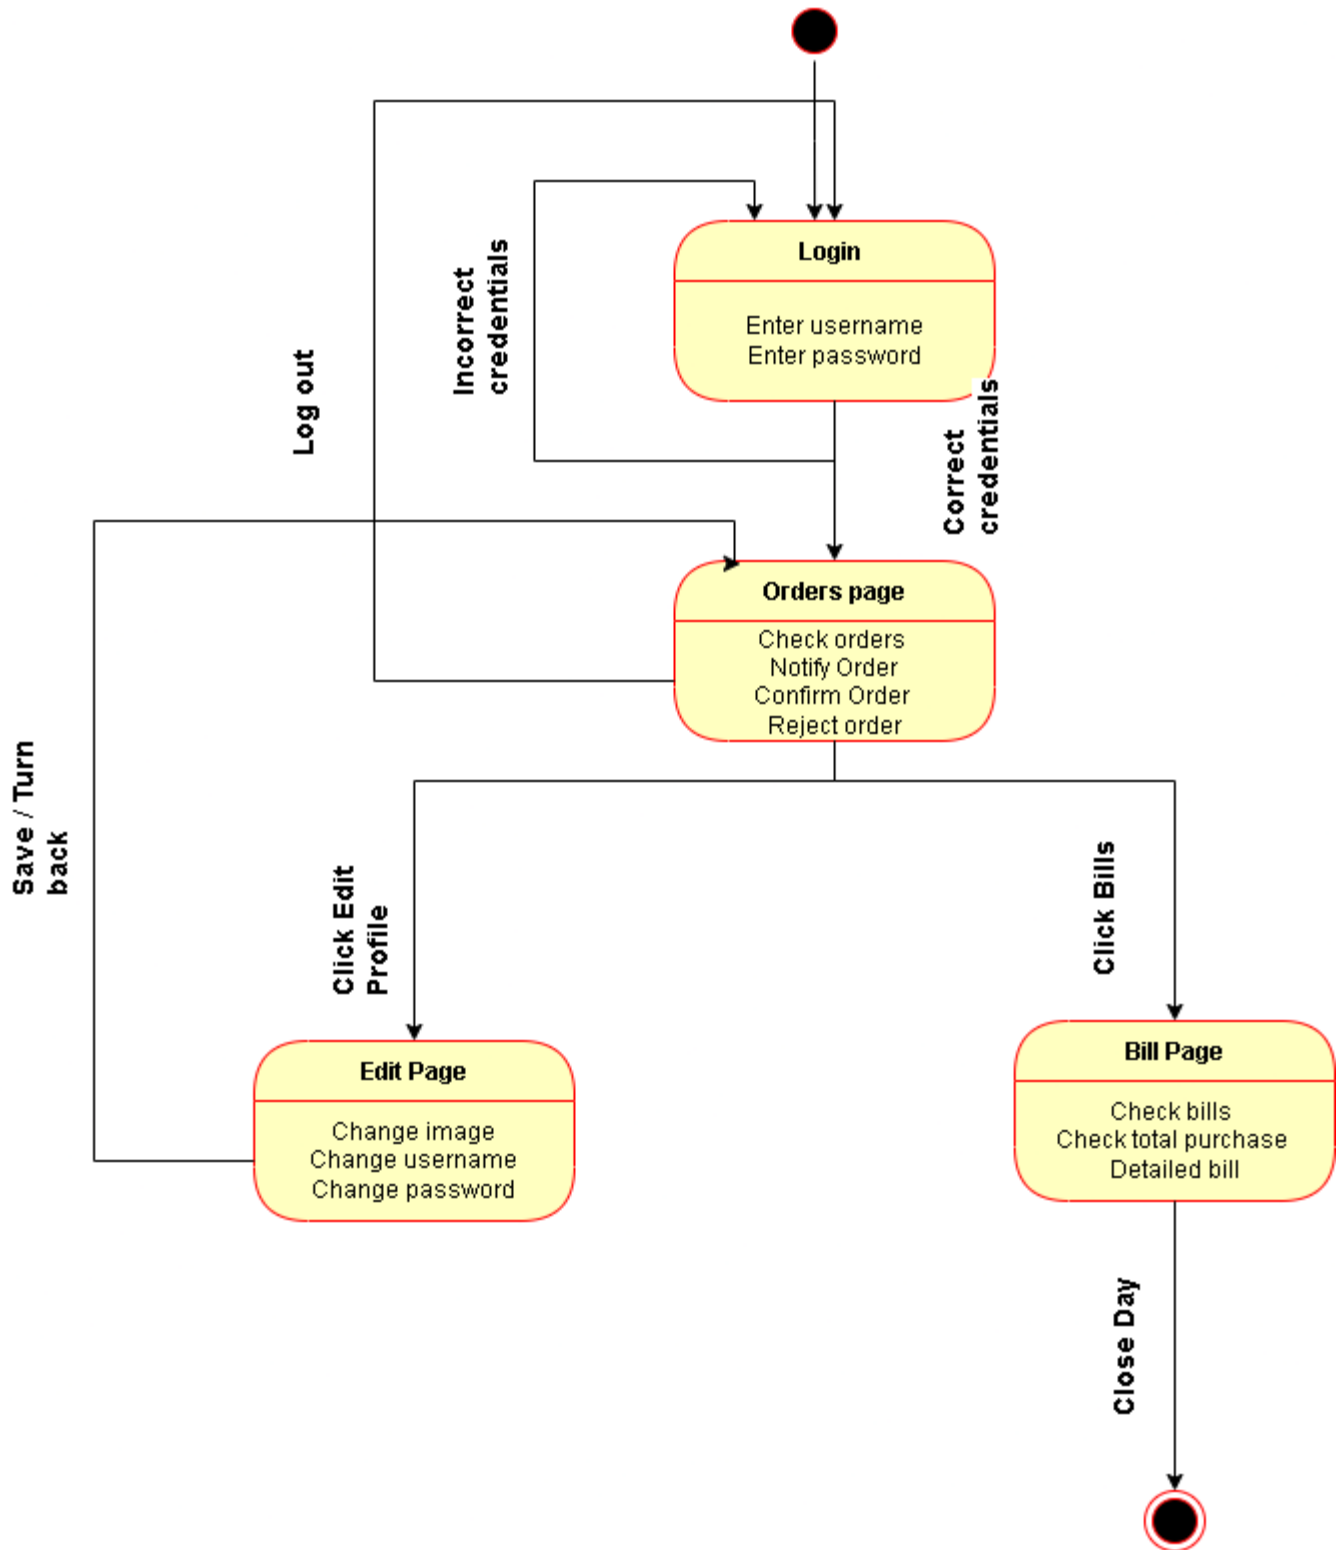 Login
Enter username
Enter password
Incorrect
credentials
Log out
Correct
credentials
Orders page
Check orders
Notify Order
Confirm Order
Reject order
Save / Turn
back
Click Edit
Profile
Click Bills
Edit Page
Change image
Change username
Change password
Bill Page
Check bills
Check total purchase
Detailed bill
Close Day